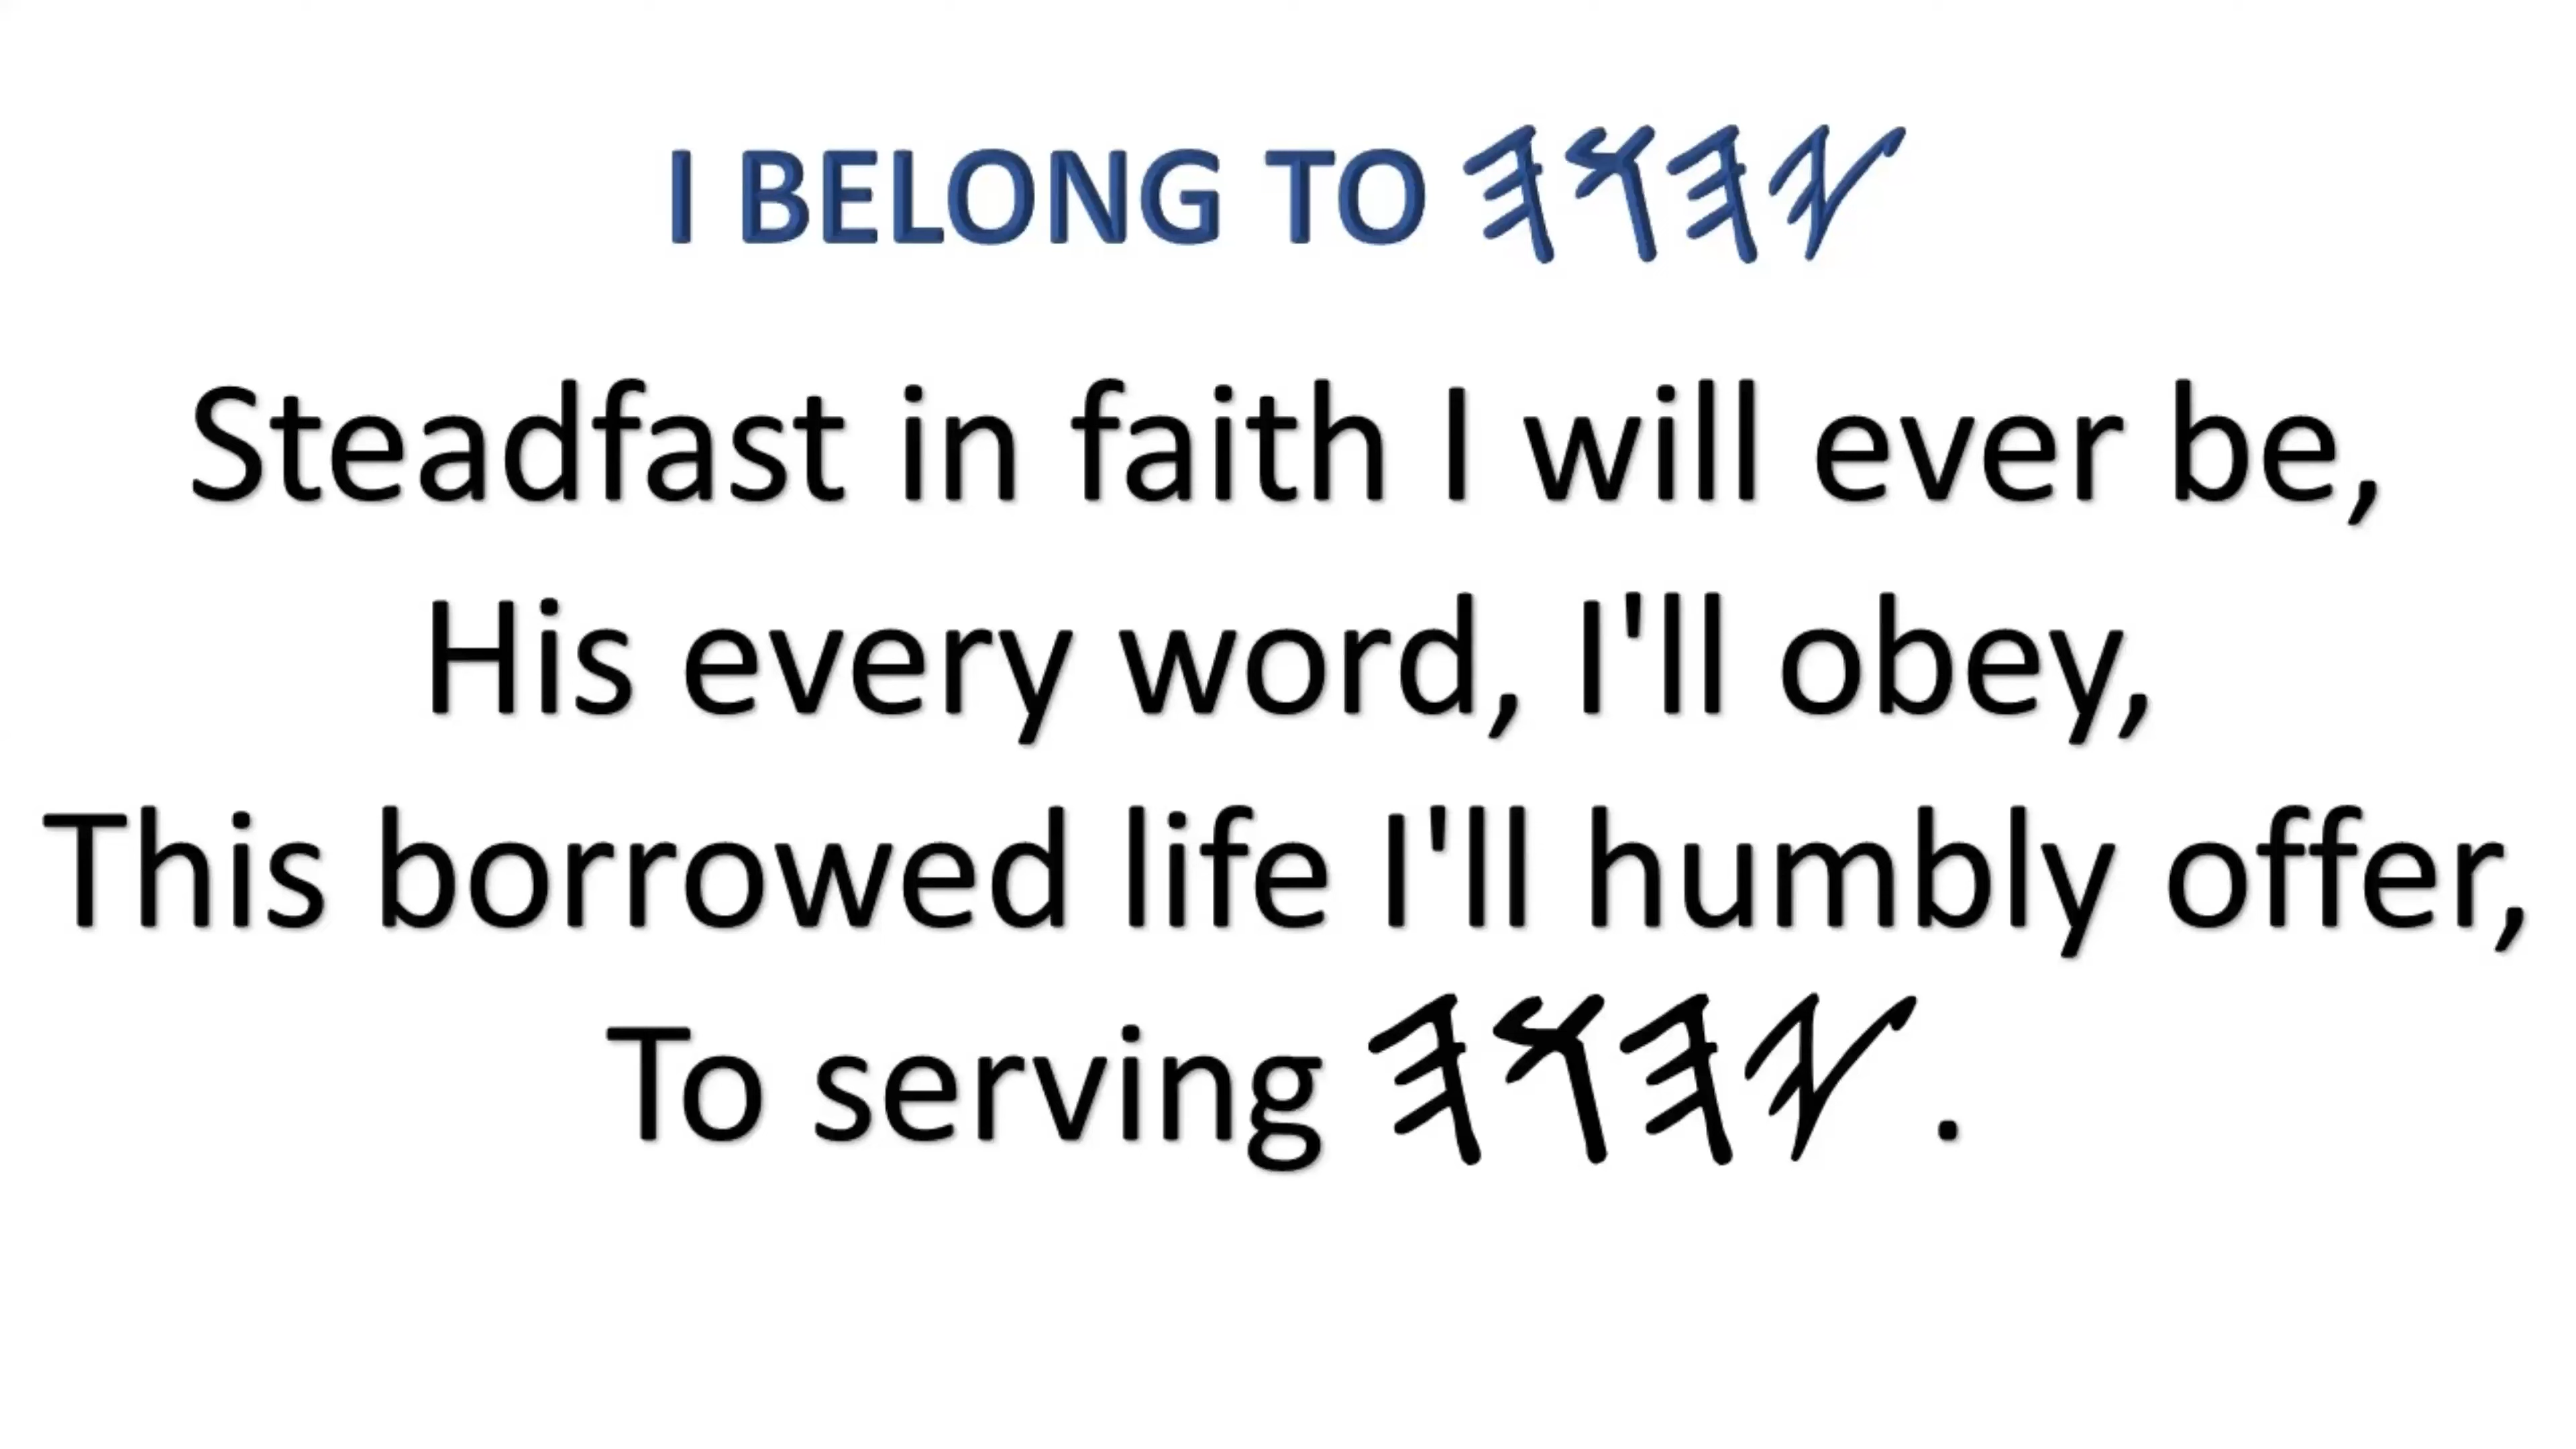 I BELONG TO 𐤉𐤄𐤅𐤄
Steadfast in faith I will ever be,
His every word, I'll obey,
This borrowed life I'll humbly offer,
To serving 𐤉𐤄𐤅𐤄.